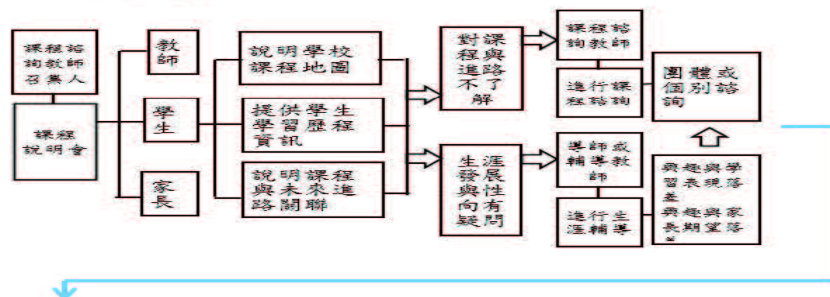 課程諮
詢教師
召集人
課程
說明會
教
師
學
生
家
長
說明學校
課程地圖
提供學生
學習歷程
資訊
說明課程
與未來進
路關聯
對課
程與
進路
不了
解
生涯
發展
與性
向有
疑問
課程諮
詢教師
進行課
程諮詢
導師或
輔導教
師
進行生
涯輔導
團體或
個別諮
詢
興趣與學
習表現落
差
興趣與家
長期望落